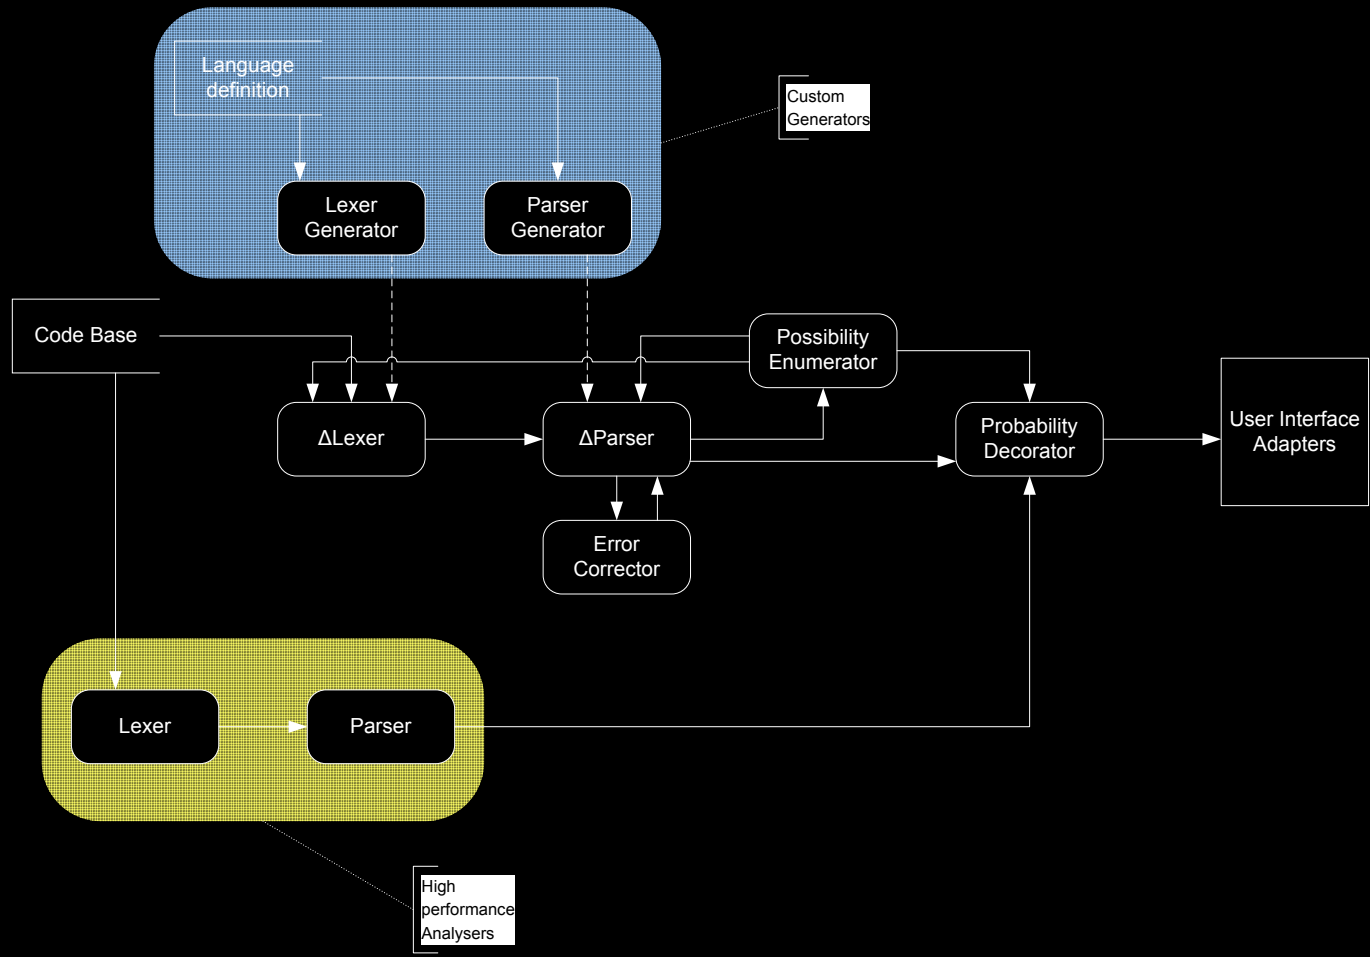 Language
definition
Custom
Generators
Lexer
Generator
Parser
Generator
Code Base
Possibility
Enumerator
ΔLexer
ΔParser
Probability
Decorator
User Interface
Adapters
Error
Corrector
Lexer
Parser
High
performance
Analysers